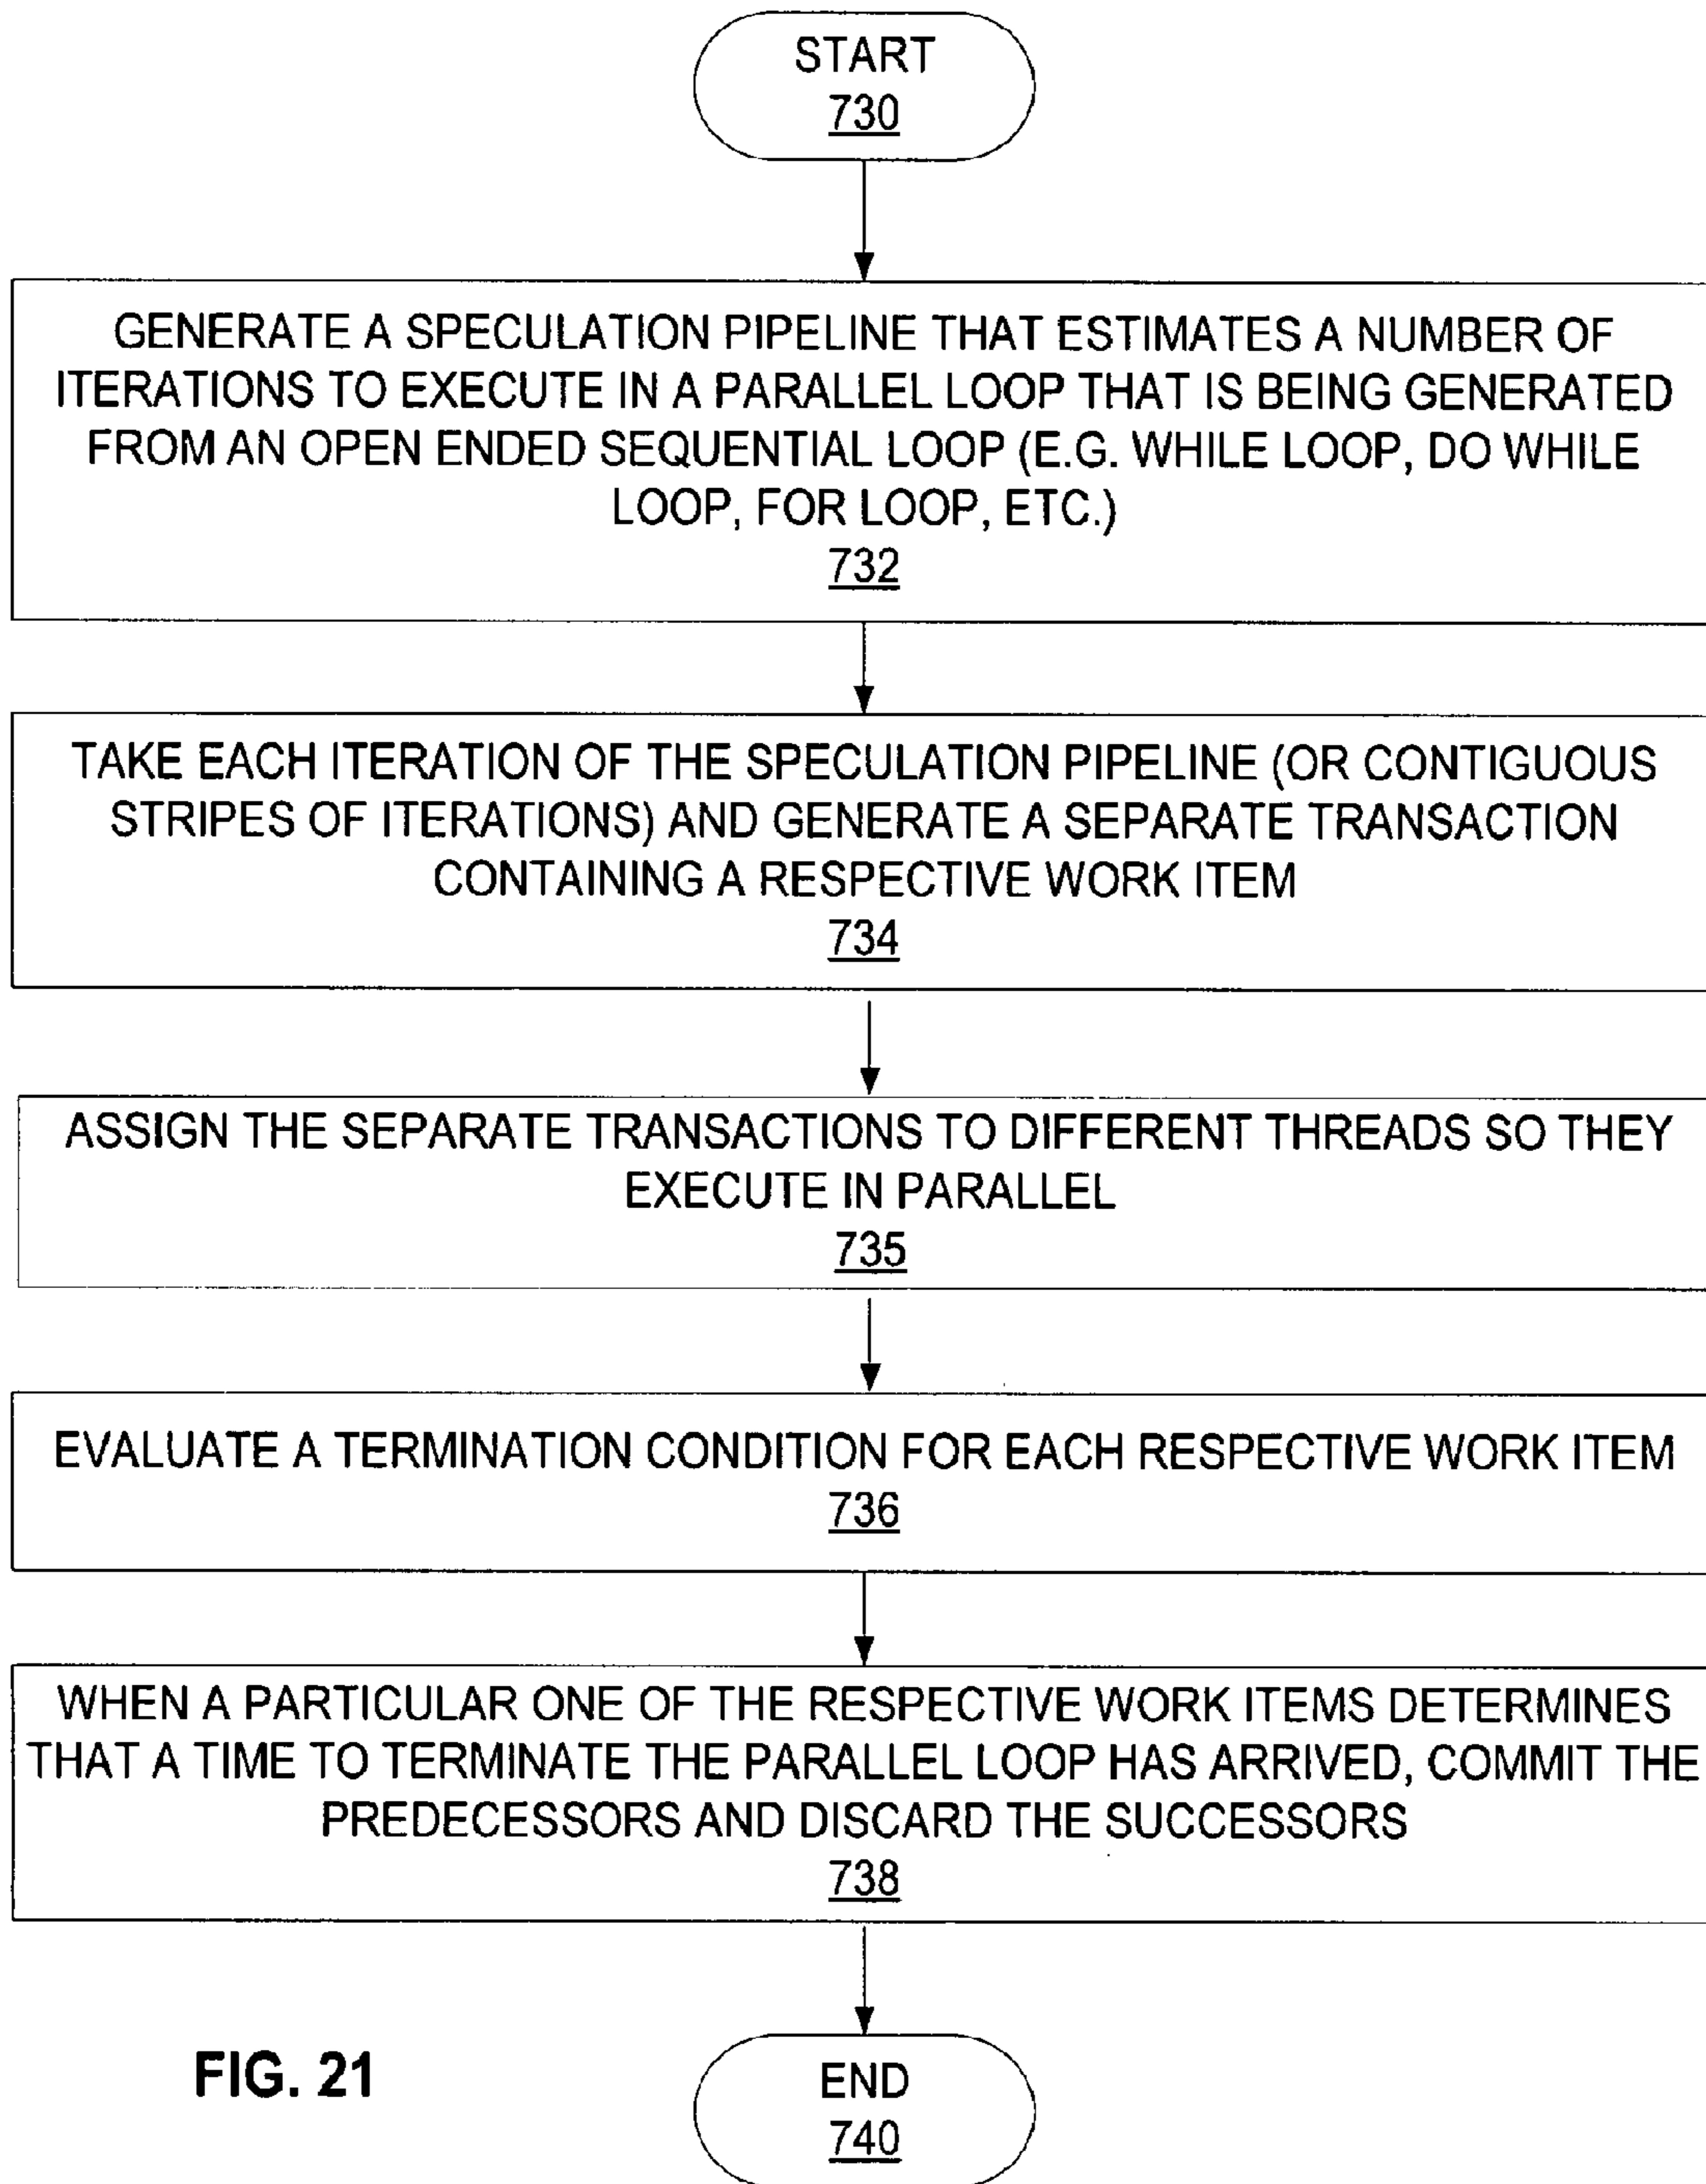 START
730
GENERATE A SPECULATION PIPELINE THAT ESTIMATES A NUMBER OF
ITERATIONS TO EXECUTE IN A PARALLEL LOOP THAT IS BEING GENERATED
FROM AN OPEN ENDED SEQUENTIAL LOOP (E.G. WHILE LOOP, DO WHILE
LOOP, FOR LOOP, ETC.)
732
TAKE EACH ITERATION OF THE SPECULATION PIPELINE (OR CONTIGUOUS
STRIPES OF ITERATIONS) AND GENERATE A SEPARATE TRANSACTION
CONTAINING A RESPECTIVE WORK ITEM
734
ASSIGN THE SEPARATE TRANSACTIONS TO DIFFERENT THREADS SO THEY
EXECUTE IN PARALLEL
735
EVALUATE A TERMINATION CONDITION FOR EACH RESPECTIVE WORK ITEM
736
WHEN A PARTICULAR ONE OF THE RESPECTIVE WORK ITEMS DETERMINES
THAT A TIME TO TERMINATE THE PARALLEL LOOP HAS ARRIVED, COMMIT THE
PREDECESSORS AND DISCARD THE SUCCESSORS
738
FIG. 21
END
740